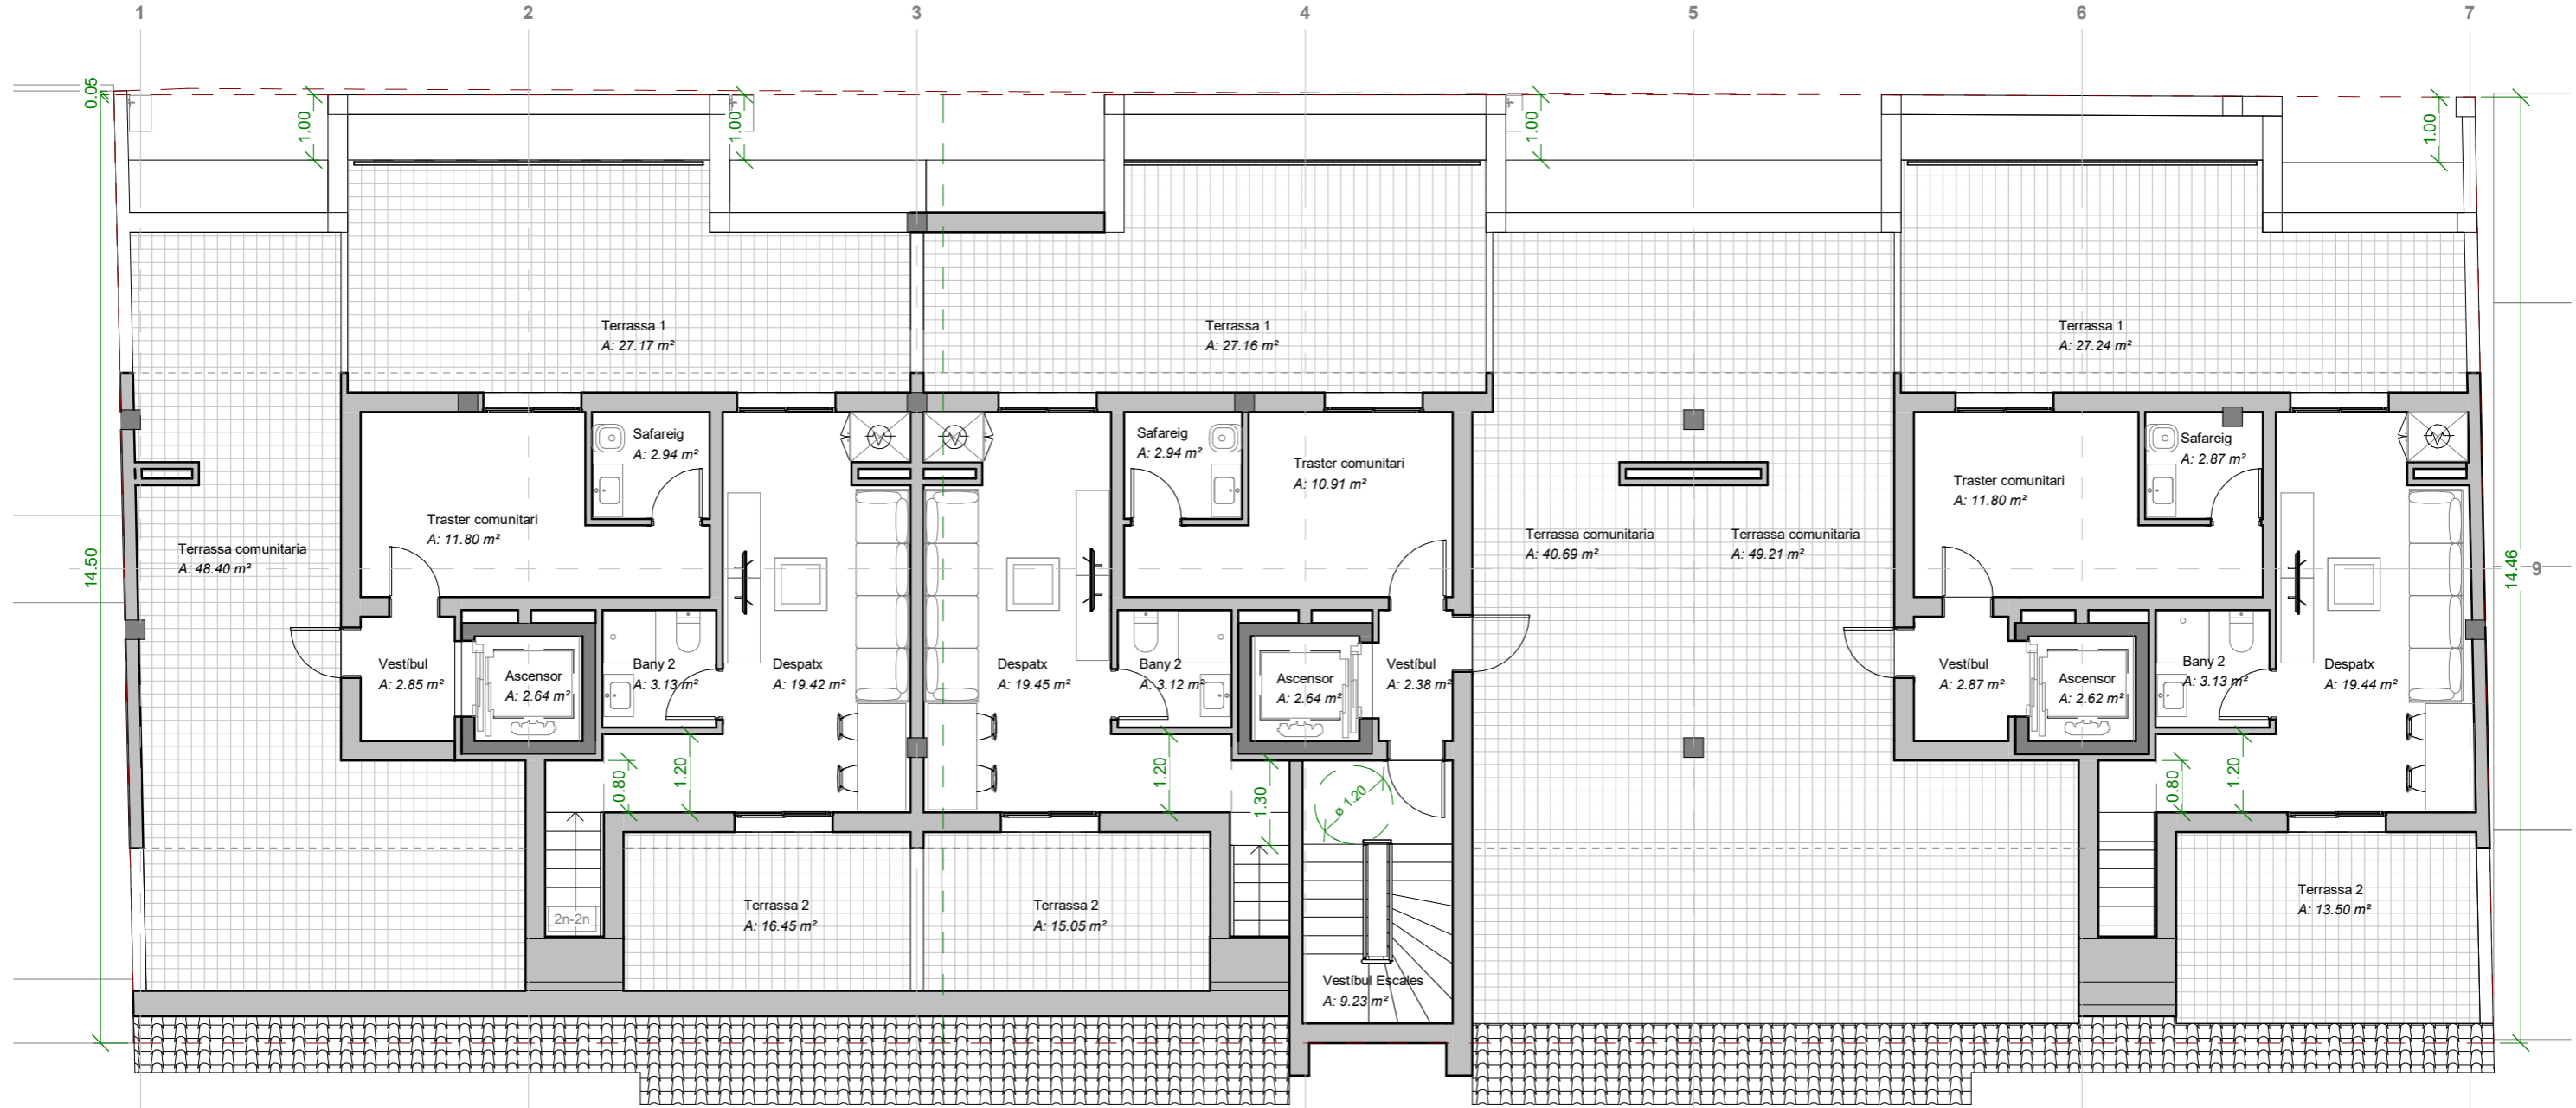 1 2 3 4 5 6 7
0.05
1.00
1.00
1.00
1.00
Terrassa 1
A: 27.17 m²
Terrassa 1
A: 27.16 m²
Terrassa 1
A: 27.24 m²
Safareig
A: 2.94 m²
Safareig
A: 2.94 m²
Safareig
A: 2.87 m²
Traster comunitari
A: 11.80 m²
Traster comunitari
A: 10.91 m²
Traster comunitari
A: 11.80 m²
Terrassa comunitaria
A: 48.40 m²
Terrassa comunitaria
A: 40.69 m²
Terrassa comunitaria
A: 49.21 m²
14.50
14.46
9
Vestíbul
A: 2.85 m²
Ascensor
A: 2.64 m²
Bany 2
A: 3.13 m²
Despatx
A: 19.42 m²
Despatx
A: 19.45 m²
Bany 2
A: 3.12 m²
Ascensor
A: 2.64 m²
Vestíbul
A: 2.38 m²
Vestíbul
A: 2.87 m²
Ascensor
A: 2.62 m²
Bany 2
A: 3.13 m²
Despatx
A: 19.44 m²
0.80
1.20
1.20
1.30
ø 1.20
0.80
1.20
2n-2n
Terrassa 2
A: 16.45 m²
Terrassa 2
A: 15.05 m²
Terrassa 2
A: 13.50 m²
Vestíbul Escales
A: 9.23 m²